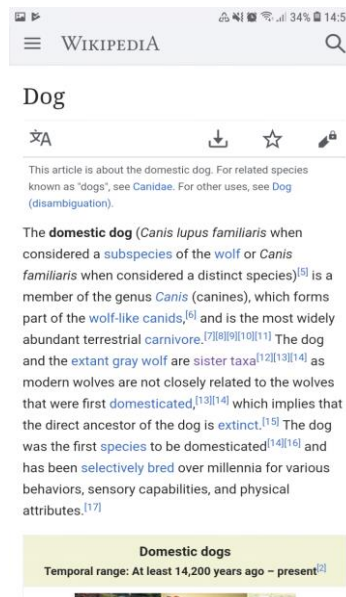 34% 14:5
WIKIPEDIA
Dog
文A
This article is about the domestic dog. For related species
known as "dogs", see Canidae. For other uses, see Dog
(disambiguation).
The domestic dog (Canis lupus familiaris when
considered a subspecies of the wolf or Canis
familiaris when considered a distinct species)[5] is a
member of the genus Canis (canines), which forms
part of the wolf-like canids,[6] and is the most widely
abundant terrestrial carnivore.[7][8][9][10][11] The dog
and the extant gray wolf are sister taxa[12][13][14] as
modern wolves are not closely related to the wolves
that were first domesticated,[13][14] which implies that
the direct ancestor of the dog is extinct.[15] The dog
was the first species to be domesticated[14][16] and
has been selectively bred over millennia for various
behaviors, sensory capabilities, and physical
attributes.[17]
Domestic dogs
Temporal range: At least 14,200 years ago – present[2]